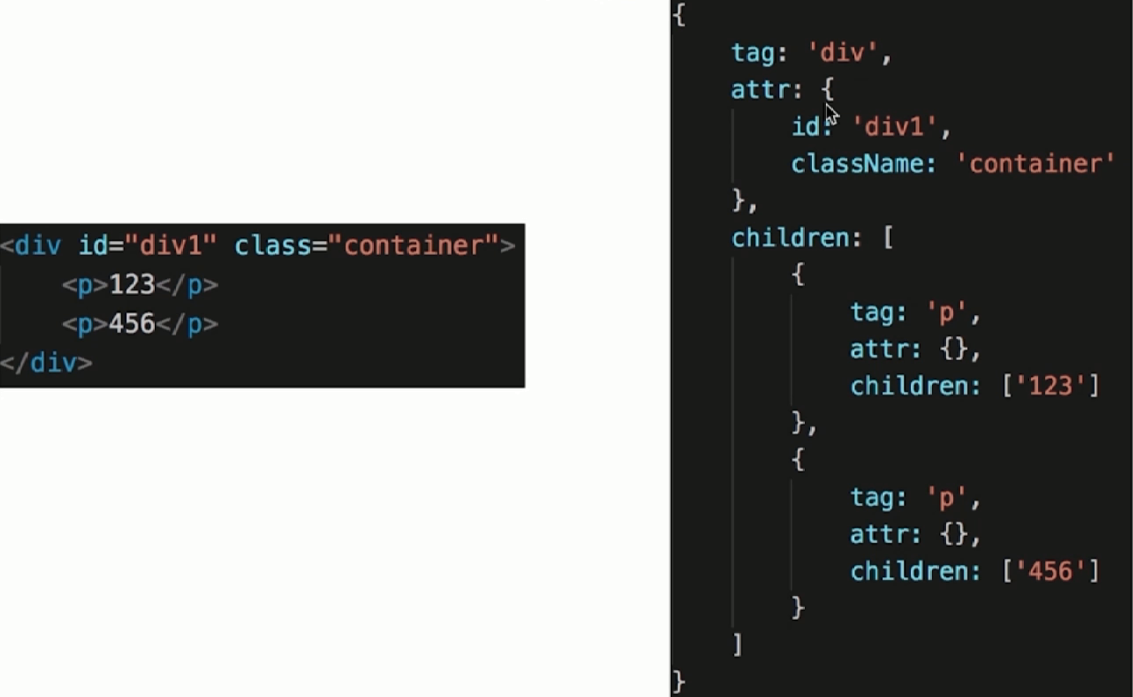 <div id="div1" class="container">
    <p>123</p>
    <p>456</p>
</div>
{
    tag: 'div',
    attr: {
        id: 'div1',
        className: 'container'
    },
    children: [
        {
            tag: 'p',
            attr: {},
            children: ['123']
        },
        {
            tag: 'p',
            attr: {},
            children: ['456']
        }
    ]
}